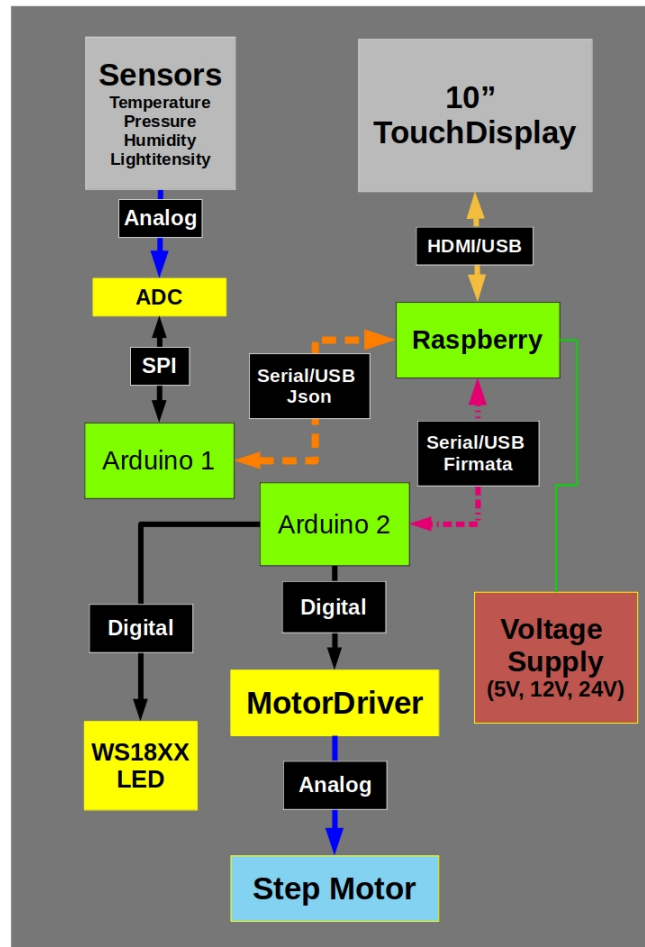 Sensors
Temperature
Pressure
Humidity
Lightitensity
10”
TouchDisplay
Analog
HDMI/USB
ADC
Raspberry
SPI
Serial/USB
Json
Arduino 1
Serial/USB
Firmata
Arduino 2
Digital
Digital
Voltage
Supply
(5V, 12V, 24V)
MotorDriver
WS18XX
LED
Analog
Step Motor